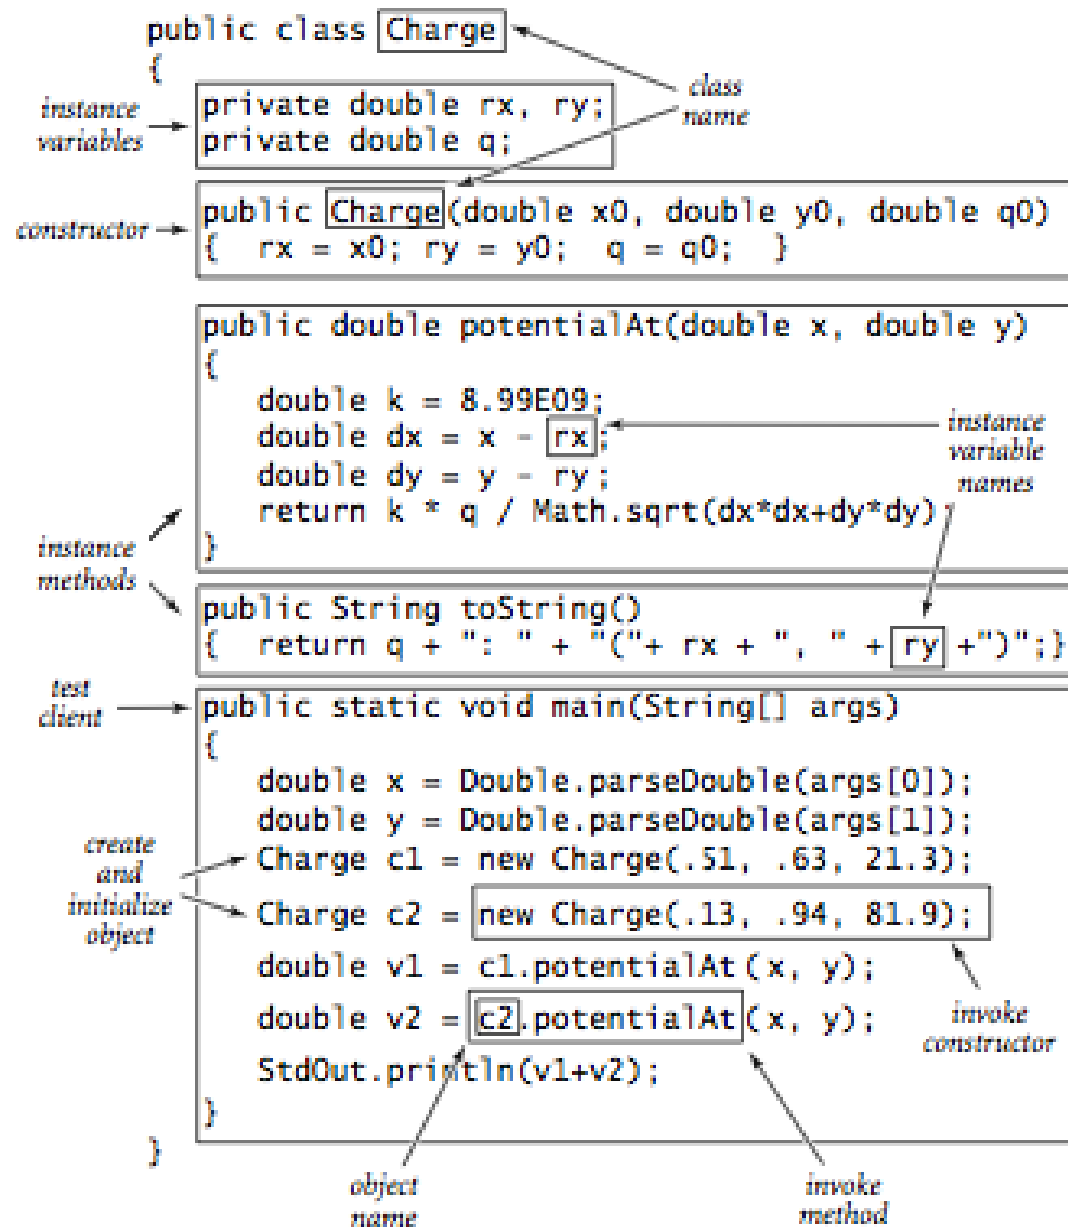 public class Charge
{
class
name
instance
variables
private double rx, ry;
private double q;
constructor
public Charge(double x0, double y0, double q0)
{  rx = x0; ry = y0;  q = q0;  }
public double potentialAt(double x, double y)
{
double k = 8.99E09;
double dx = x - rx;
double dy = y - ry;
return k * q / Math.sqrt(dx*dx+dy*dy);
}
instance
variable
names
instance
methods
public String toString()
{  return q + ": " + "("+ rx + ", " + ry +")";}
test
client
public static void main(String[] args)
{
double x = Double.parseDouble(args[0]);
double y = Double.parseDouble(args[1]);
create
and
initialize
object
Charge c1 = new Charge(.51, .63, 21.3);
Charge c2 = new Charge(.13, .94, 81.9);
double v1 = c1.potentialAt(x, y);
double v2 = c2.potentialAt(x, y);
invoke
constructor
StdOut.println(v1+v2);
}
}
object
name
invoke
method